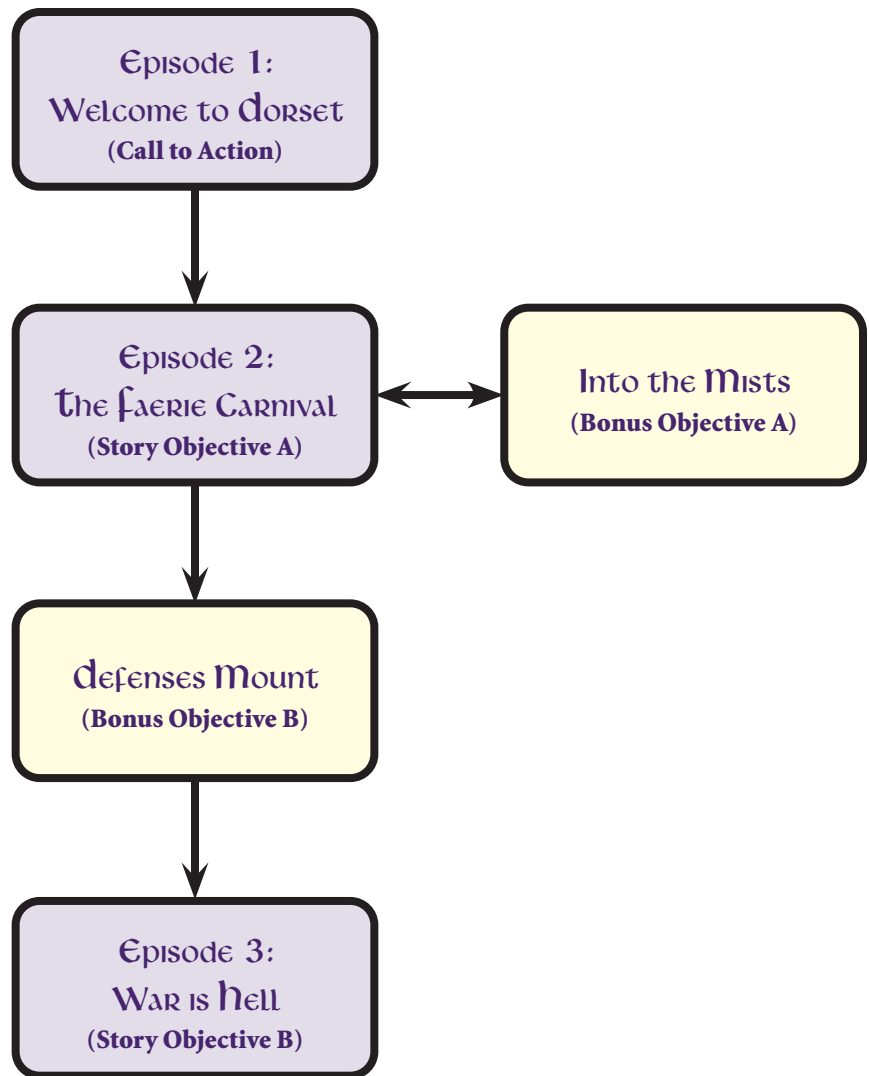 Episode 1:
Welcome to Dorset
(Call to Action)
Episode 2:
The Faerie Carnival
(Story Objective A)
Into the Mists
(Bonus Objective A)
Defenses Mount
(Bonus Objective B)
Episode 3:
War is Hell
(Story Objective B)